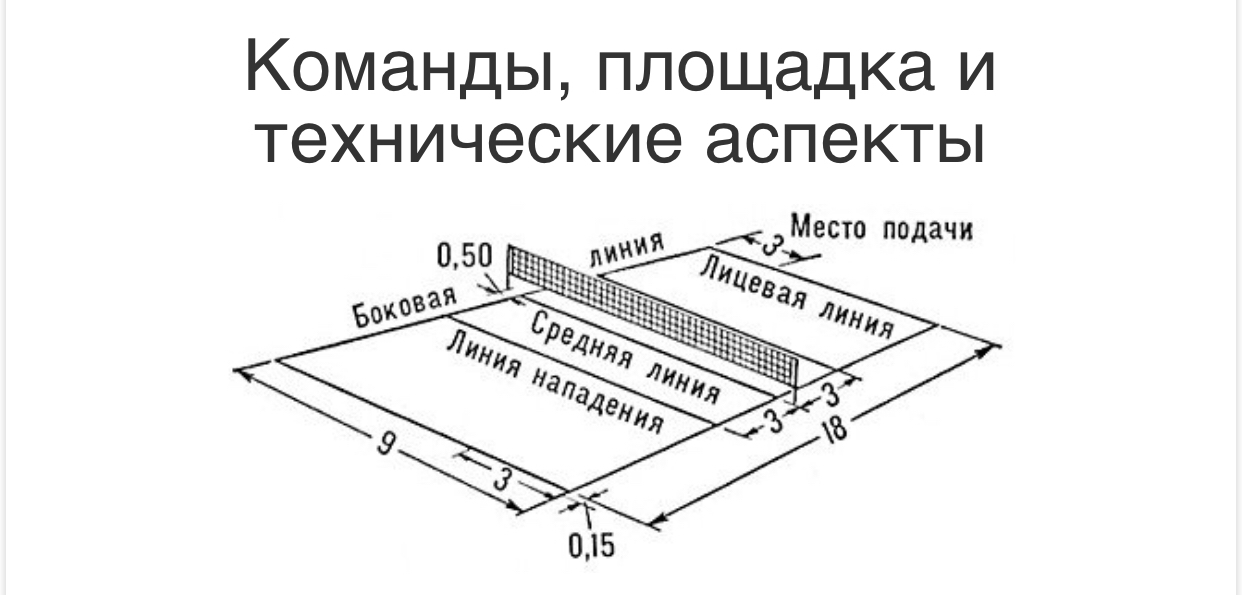 Команды, площадка и
технические аспекты
Место подачи
3
линия
0,50
Лицевая линия
Боковая
Средняя линия
Линия нападения
3
3
18
9
3
0,15